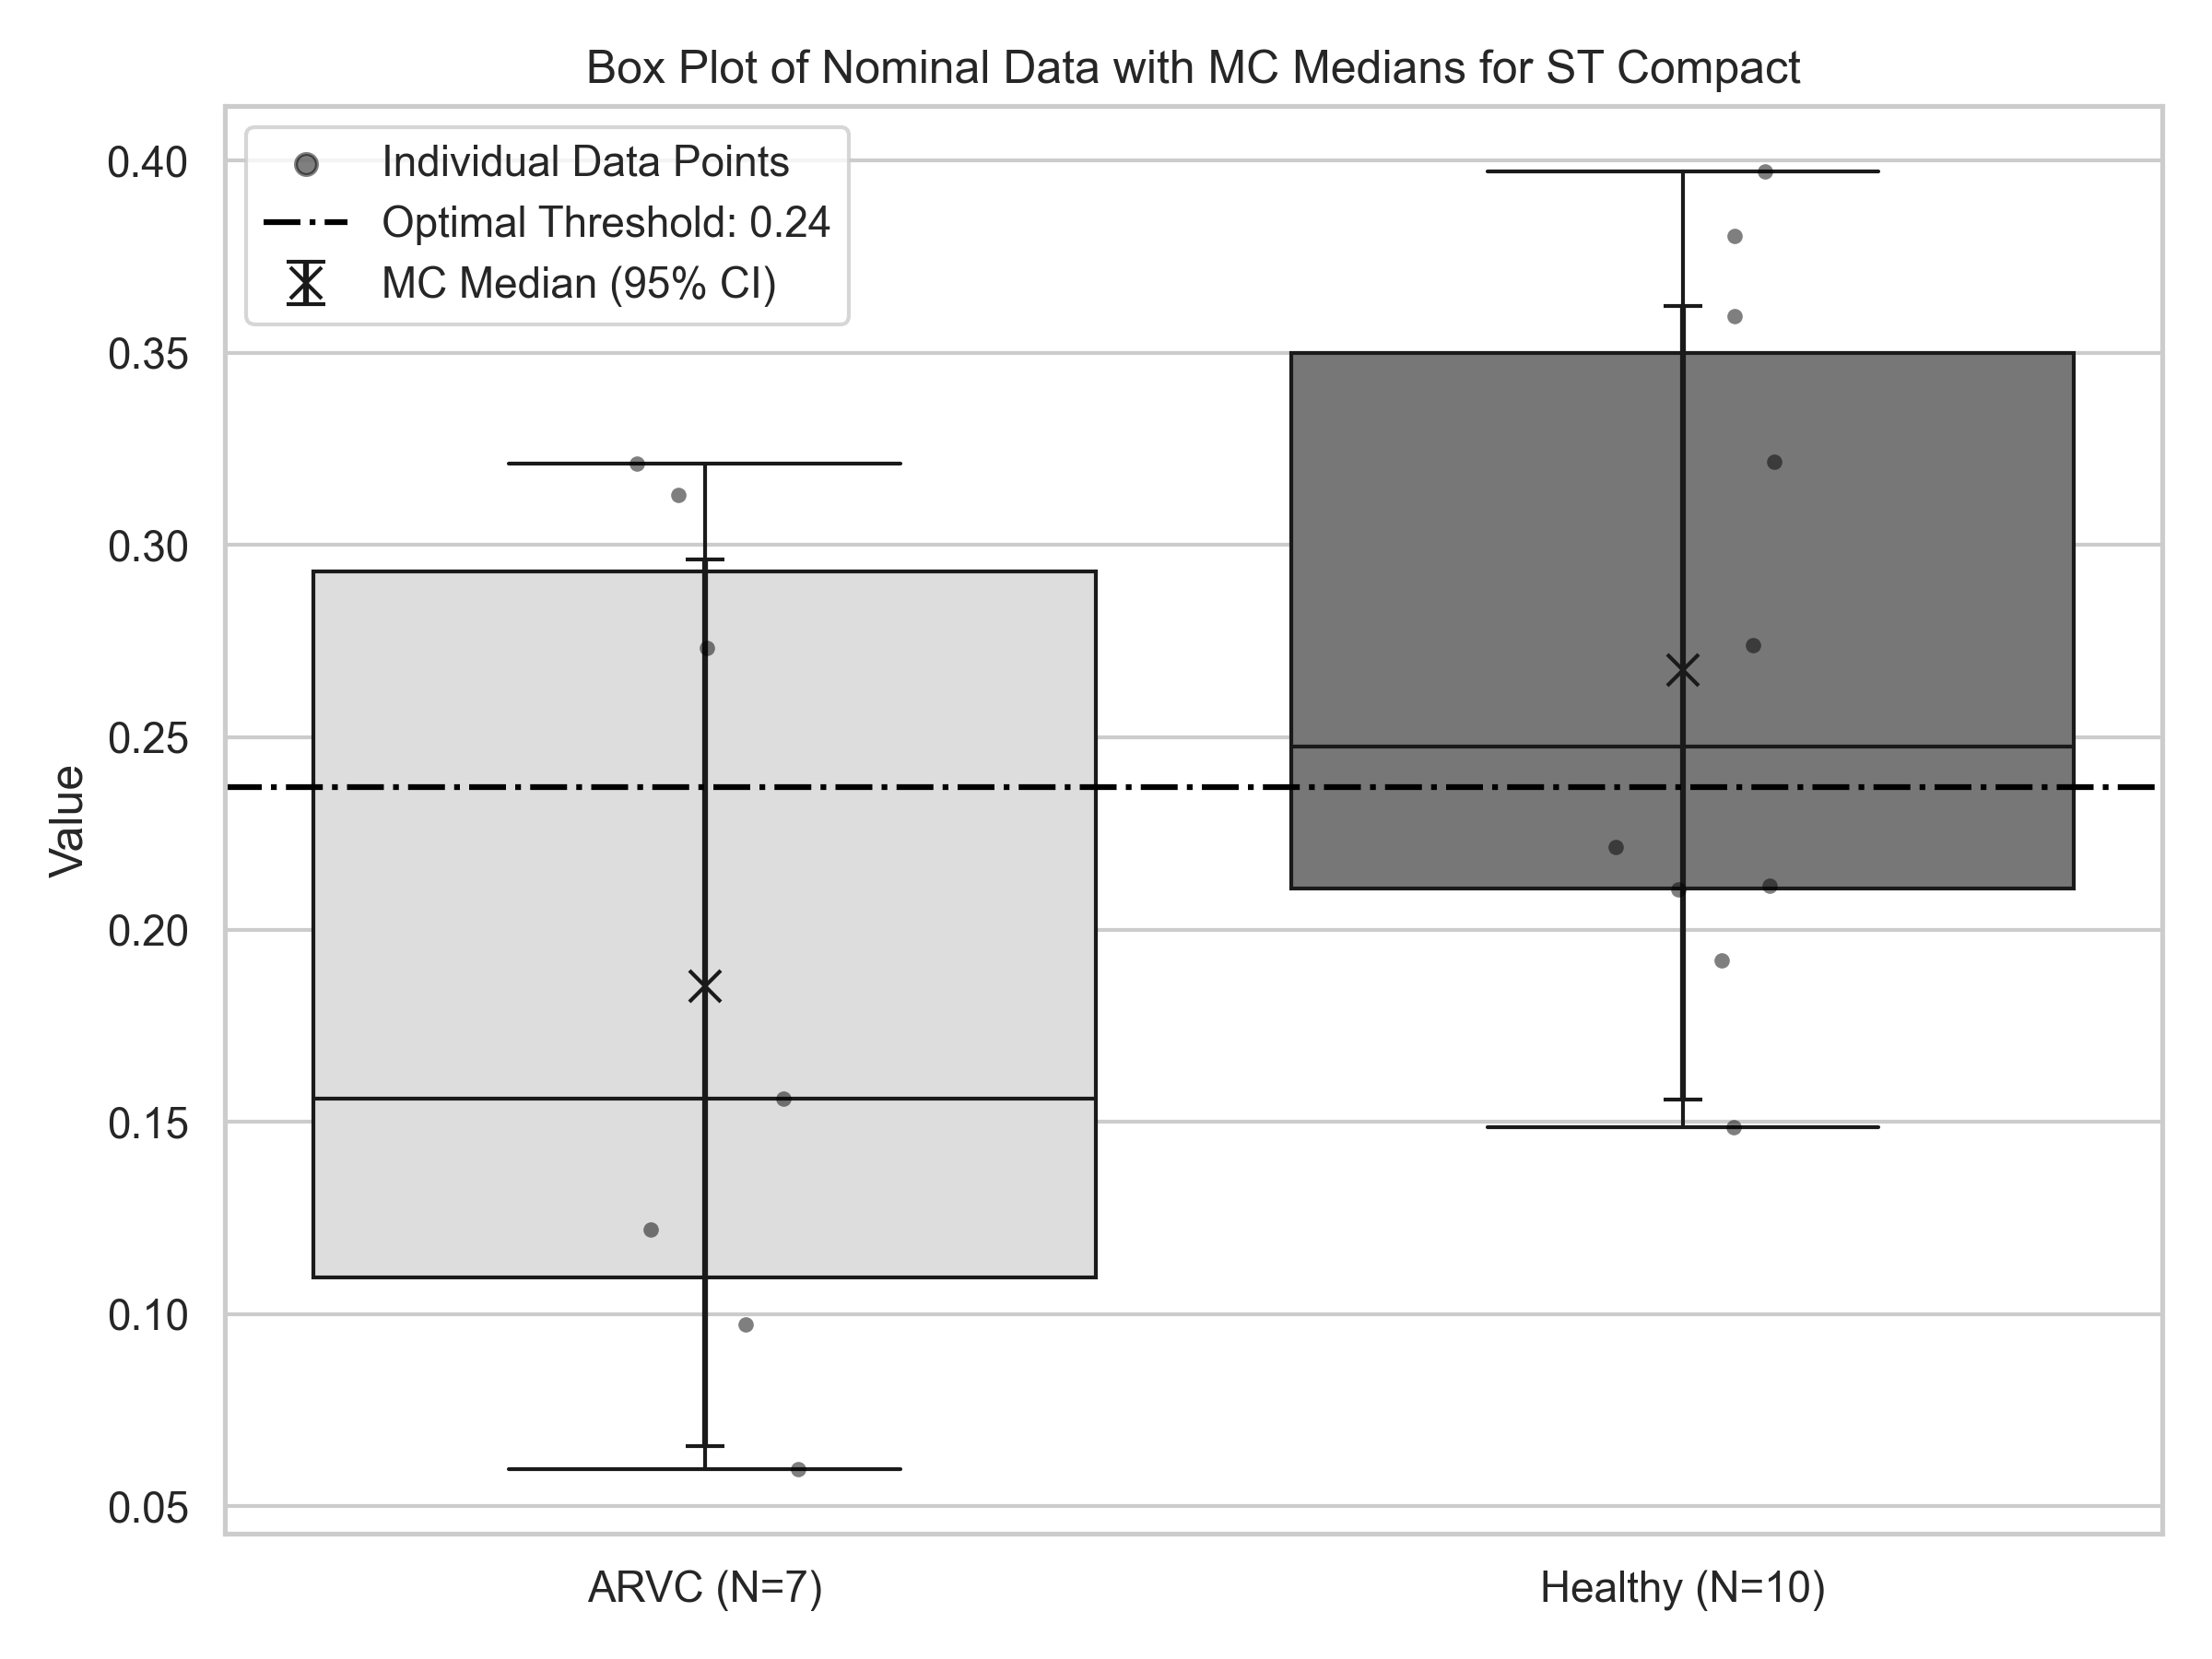 Box Plot of Nominal Data with MC Medians for ST Compact
Individual Data Points
Optimal Threshold: 0.24
MC Median (95% CI)
0.40
0.35
0.30
0.25
0.20
0.15
0.10
0.05
Value
ARVC (N=7)
Healthy (N=10)